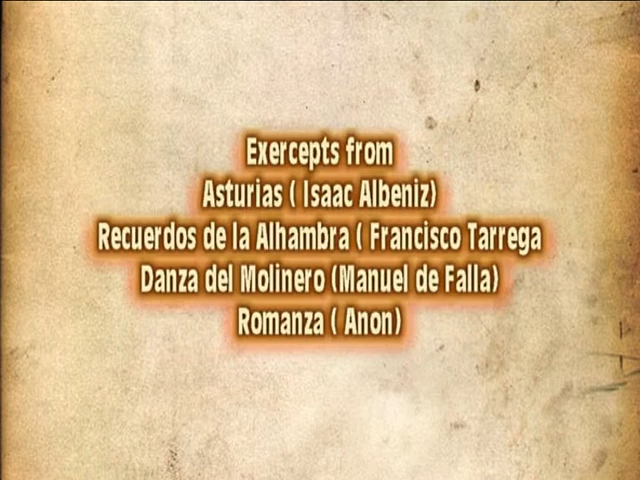 Exercepts from
Asturias ( Isaac Albeniz)
Recuerdos de la Alhambra ( Francisco Tarrega
Danza del Molinero (Manuel de Falla)
Romanza ( Anon)